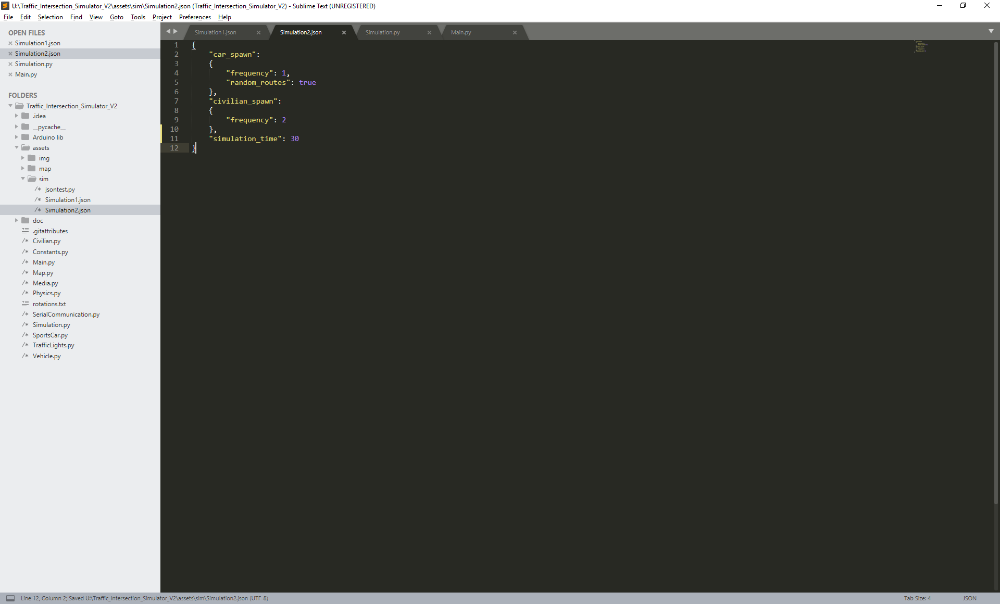 U:\Traffic_Intersection_Simulator_V2\assets\sim\Simulation2.json (Traffic_Intersection_Simulator_V2) - Sublime Text (UNREGISTERED)
File Edit Selection Find View Goto Tools Project Preferences Help
OPEN FILES
Simulation1.json
Simulation2.json
Simulation.py
Main.py
FOLDERS
Traffic_Intersection_Simulator_V2
.idea
__pycache__
Arduino lib
assets
img
map
sim
/* jsontest.py
/* Simulation1.json
/* Simulation2.json
doc
.gitattributes
/* Civilian.py
/* Constants.py
/* Main.py
/* Map.py
/* Media.py
/* Physics.py
rotations.txt
/* SerialCommunication.py
/* Simulation.py
/* SportsCar.py
/* TrafficLights.py
/* Vehicle.py
Simulation1.json Simulation2.json Simulation.py Main.py
1 {
2 "car_spawn":
3 {
4 "frequency": 1,
5 "random_routes": true
6 },
7 "civilian_spawn":
8 {
9 "frequency": 2
10 },
11 "simulation_time": 30
12 }
Line 12, Column 2; Saved U:\Traffic_Intersection_Simulator_V2\assets\sim\Simulation2.json (UTF-8) Tab Size: 4 JSON